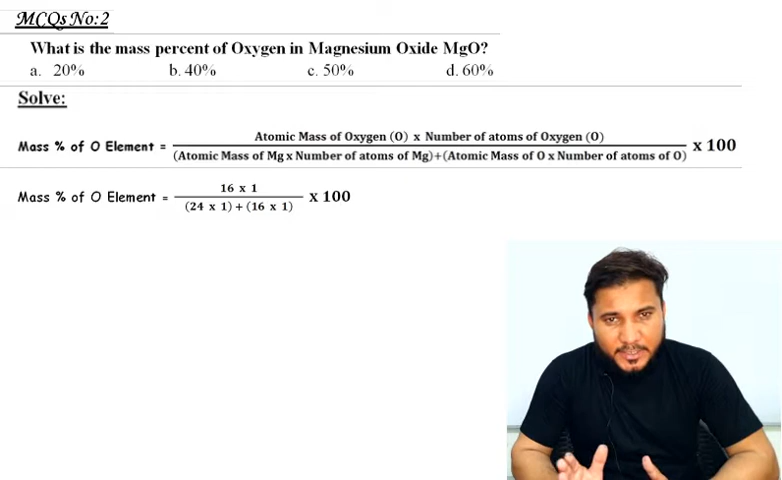 MCQs No:2
What is the mass percent of Oxygen in Magnesium Oxide MgO?
a. 20% b. 40% c. 50% d. 60%
Solve:
Mass % of O Element = Atomic Mass of Oxygen (O) x Number of atoms of Oxygen (O) / (Atomic Mass of Mg x Number of atoms of Mg)+(Atomic Mass of O x Number of atoms of O) x 100
Mass % of O Element = 16 x 1 / (24 x 1) + (16 x 1) x 100